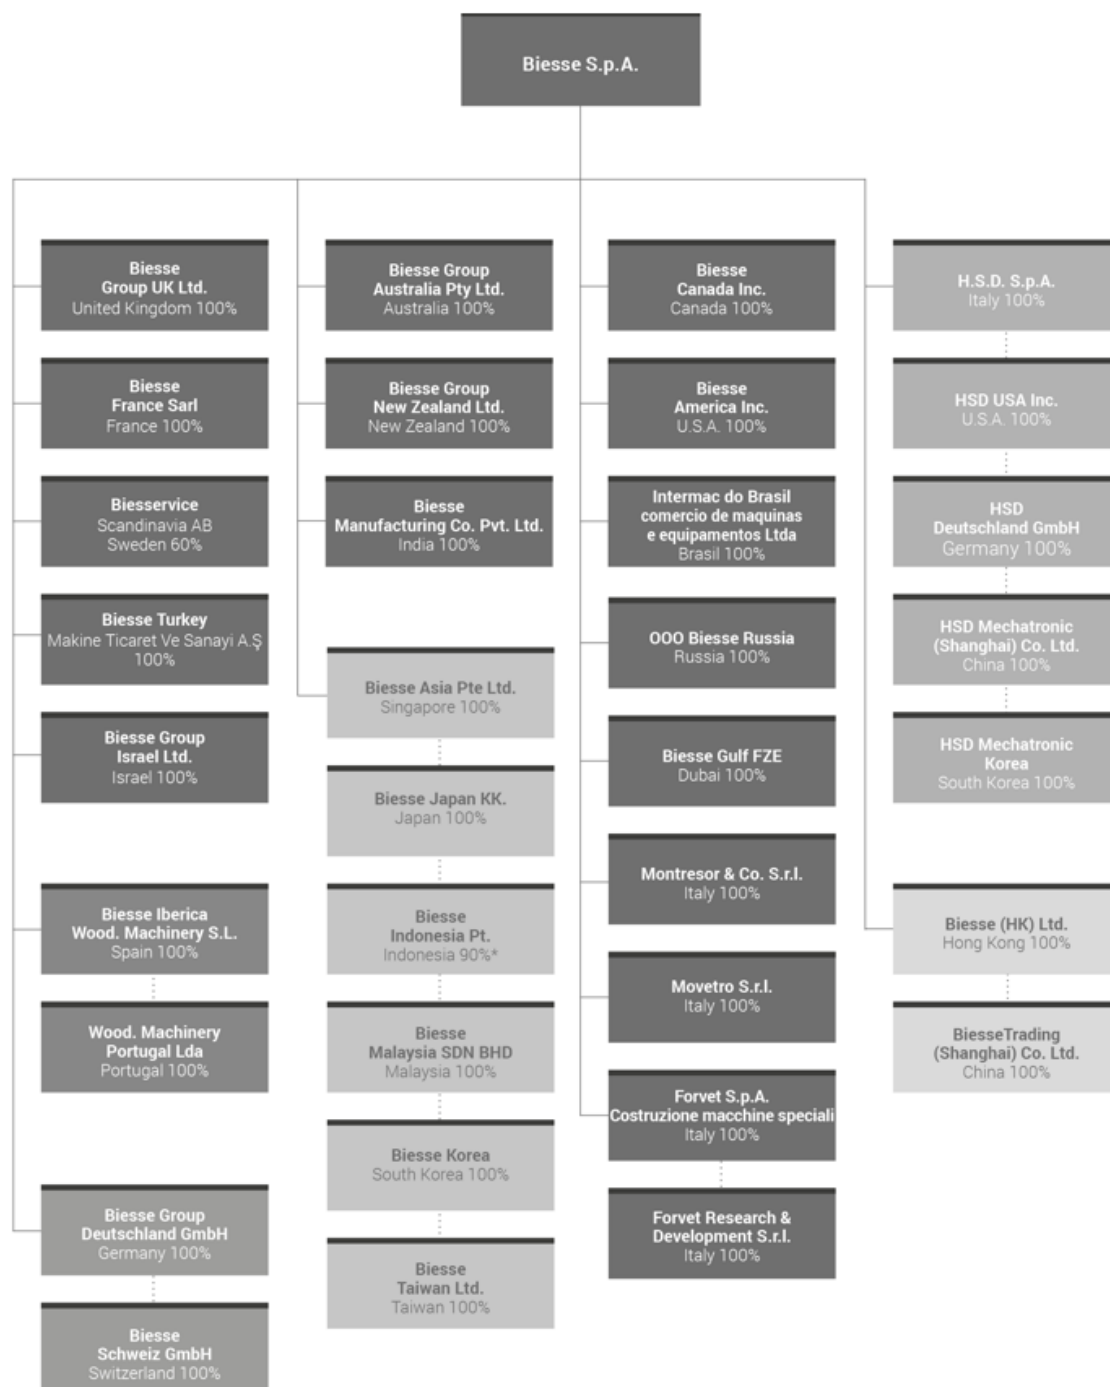 Biesse S.p.A.
Biesse
Group UK Ltd.
United Kingdom 100%
Biesse
France Sarl
France 100%
Biesservice
Scandinavia AB
Sweden 60%
Biesse Turkey
Makine Ticaret Ve Sanayi A.Ş
100%
Biesse Group
Israel Ltd.
Israel 100%
Biesse Iberica
Wood. Machinery S.L.
Spain 100%
Wood. Machinery
Portugal Lda
Portugal 100%
Biesse Group
Deutschland GmbH
Germany 100%
Biesse
Schweiz GmbH
Switzerland 100%
Biesse Group
Australia Pty Ltd.
Australia 100%
Biesse Group
New Zealand Ltd.
New Zealand 100%
Biesse
Manufacturing Co. Pvt. Ltd.
India 100%
Biesse Asia Pte Ltd.
Singapore 100%
Biesse Japan KK.
Japan 100%
Biesse
Indonesia Pt.
Indonesia 90%*
Biesse
Malaysia SDN BHD
Malaysia 100%
Biesse Korea
South Korea 100%
Biesse
Taiwan Ltd.
Taiwan 100%
Biesse
Canada Inc.
Canada 100%
Biesse
America Inc.
U.S.A. 100%
Intermac do Brasil
comercio de maquinas
e equipamentos Ltda
Brasil 100%
OOO Biesse Russia
Russia 100%
Biesse Gulf FZE
Dubai 100%
Montresor & Co. S.r.l.
Italy 100%
Movetro S.r.l.
Italy 100%
Forvet S.p.A.
Costruzione macchine speciali
Italy 100%
Forvet Research &
Development S.r.l.
Italy 100%
H.S.D. S.p.A.
Italy 100%
HSD USA Inc.
U.S.A. 100%
HSD
Deutschland GmbH
Germany 100%
HSD Mechatronic
(Shanghai) Co. Ltd.
China 100%
HSD Mechatronic
Korea
South Korea 100%
Biesse (HK) Ltd.
Hong Kong 100%
BiesseTrading
(Shanghai) Co. Ltd.
China 100%